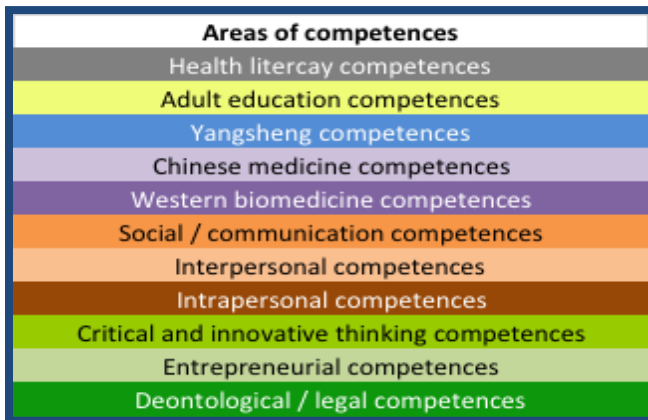 Areas of competences
Health litercay competences
Adult education competences
Yangsheng competences
Chinese medicine competences
Western biomedicine competences
Social / communication competences
Interpersonal competences
Intrapersonal competences
Critical and innovative thinking competences
Entrepreneurial competences
Deontological / legal competences